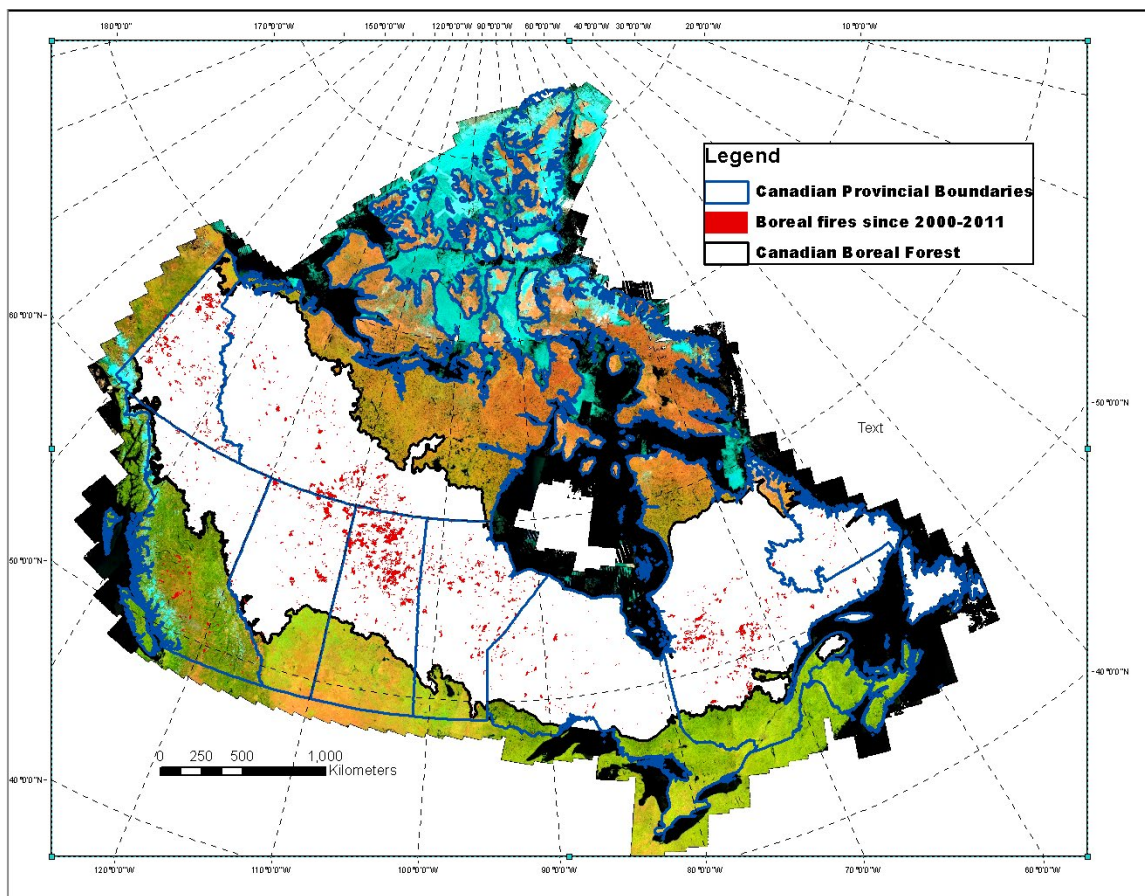 180°0'0"W 170°0'0"W 150°0'0"W 120°0'0"W 90°0'0"W 60°0'0"W 40°0'0"W 30°0'0"W 20°0'0"W 10°0'0"W
Legend
Canadian Provincial Boundaries
Boreal fires since 2000-2011
Canadian Boreal Forest
60°0'0"N
50°0'0"N
Text
50°0'0"N
40°0'0"N
0 250 500 1,000
Kilometers
40°0'0"N
120°0'0"W 110°0'0"W 100°0'0"W 90°0'0"W 80°0'0"W 70°0'0"W 60°0'0"W